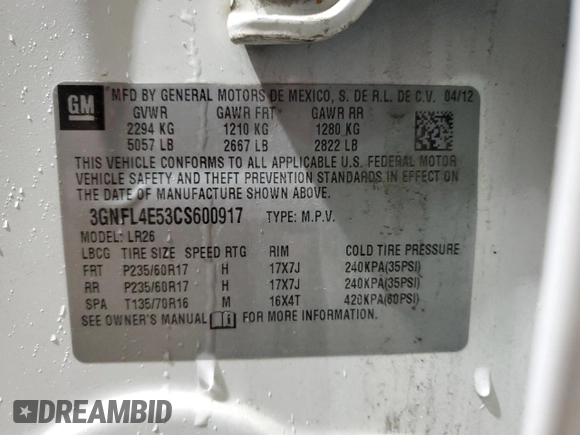 GM
MFD BY GENERAL MOTORS DE MEXICO, S. DE R.L. DE C.V. 04/12
GVWR GAWR FRT GAWR RR
2294 KG 1210 KG 1280 KG
5057 LB 2667 LB 2822 LB
THIS VEHICLE CONFORMS TO ALL APPLICABLE U.S. FEDERAL MOTOR
VEHICLE SAFETY AND THEFT PREVENTION STANDARDS IN EFFECT ON
THE DATE OF MANUFACTURE SHOWN ABOVE.
3GNFL4E53CS600917 TYPE: M.P.V.
MODEL: LR26
LBCG TIRE SIZE SPEED RTG RIM COLD TIRE PRESSURE
FRT P235/60R17 H 17X7J 240KPA(35PSI)
RR P235/60R17 H 17X7J 240KPA(35PSI)
SPA T135/70R16 M 16X4T 420KPA(60PSI)
SEE OWNER'S MANUAL i FOR MORE INFORMATION.
DREAMBID